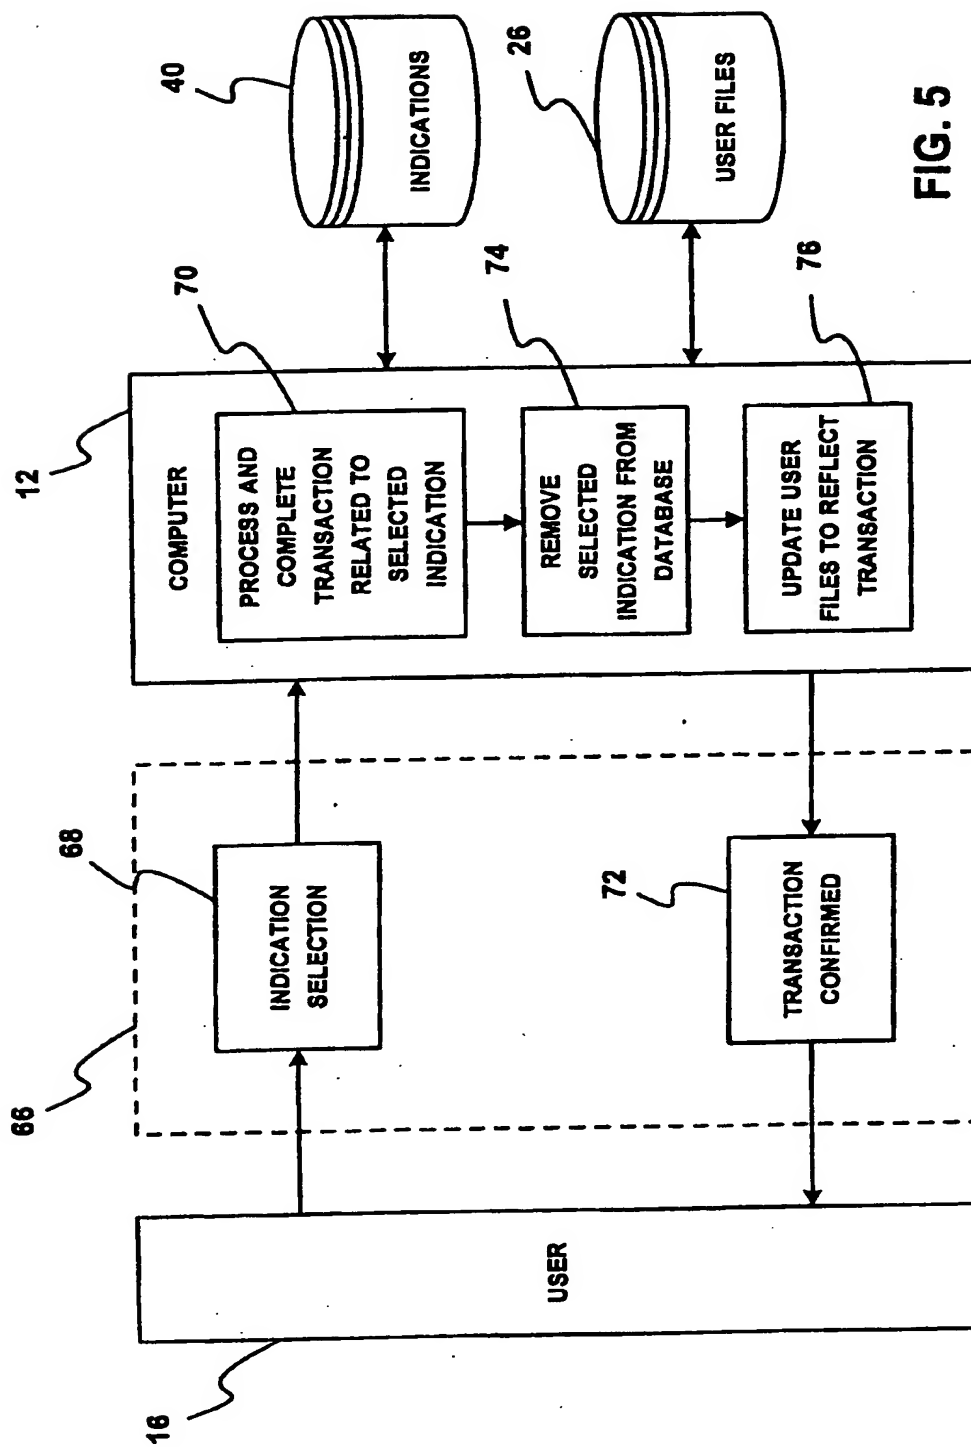 16
USER
66
68
INDICATION
SELECTION
72
TRANSACTION
CONFIRMED
12
COMPUTER
70
PROCESS AND
COMPLETE
TRANSACTION
RELATED TO
SELECTED
INDICATION
74
REMOVE
SELECTED
INDICATION FROM
DATABASE
76
UPDATE USER
FILES TO REFLECT
TRANSACTION
40
INDICATIONS
26
USER FILES
FIG. 5